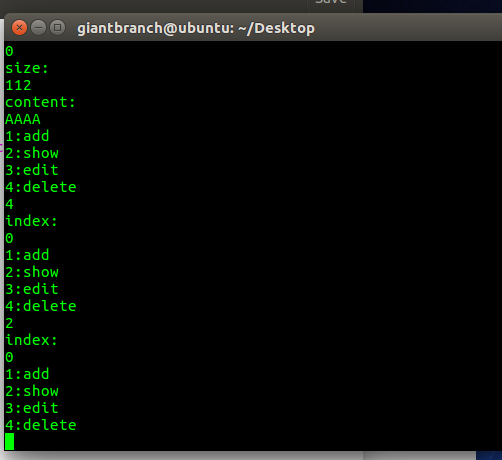 Save
giantbranch@ubuntu: ~/Desktop
0
size:
112
content:
AAAA
1:add
2:show
3:edit
4:delete
4
index:
0
1:add
2:show
3:edit
4:delete
2
index:
0
1:add
2:show
3:edit
4:delete